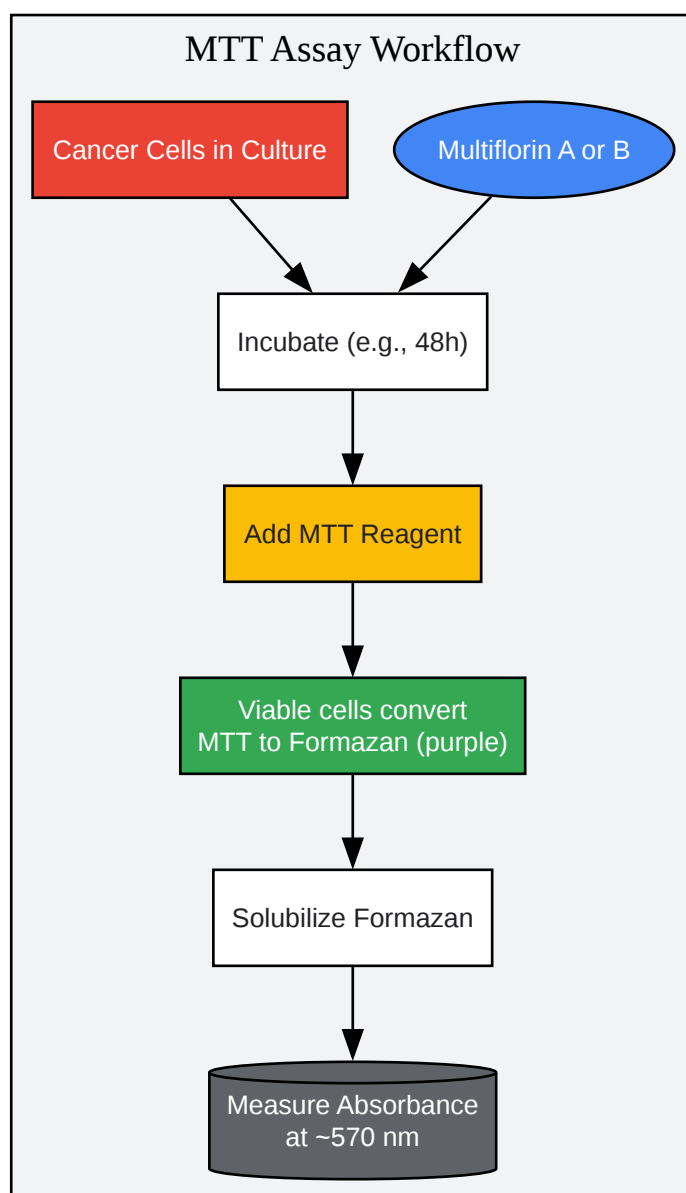 MTT Assay Workflow
Cancer Cells in Culture
Multiflorin A or B
Incubate (e.g., 48h)
Add MTT Reagent
Viable cells convert
MTT to Formazan (purple)
Solubilize Formazan
Measure Absorbance
at ~570 nm